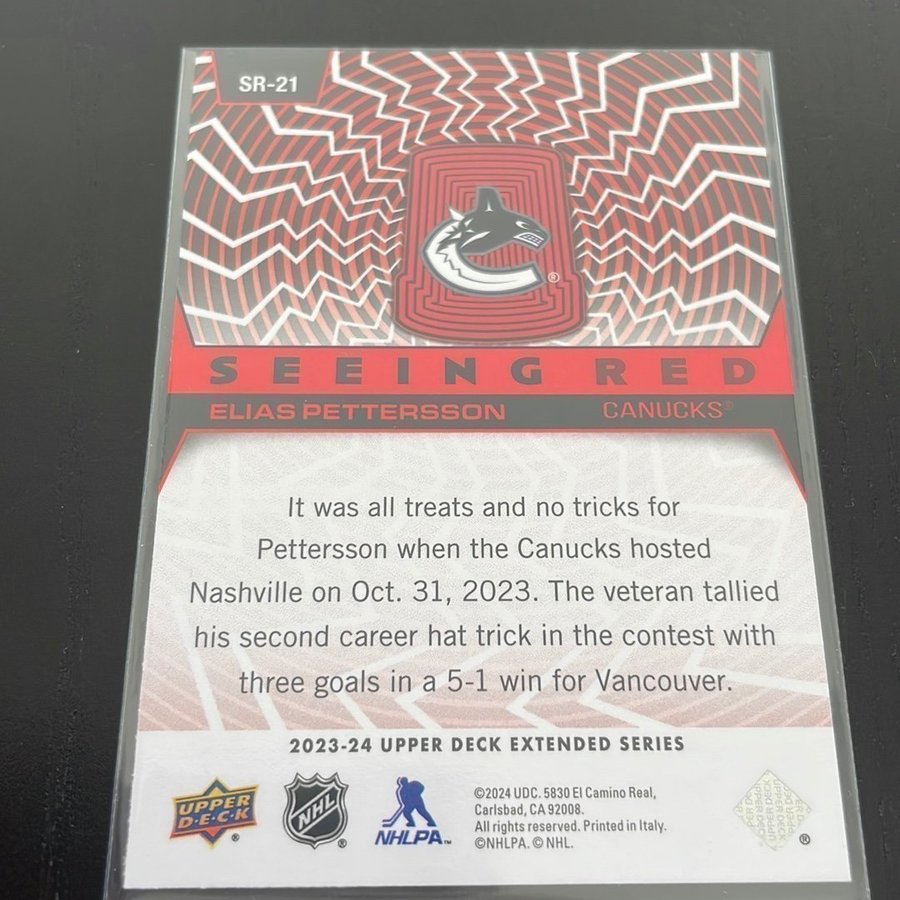 SR-21
SEEING RED
ELIAS PETTERSSON CANUCKS®
It was all treats and no tricks for
Pettersson when the Canucks hosted
Nashville on Oct. 31, 2023. The veteran tallied
his second career hat trick in the contest with
three goals in a 5-1 win for Vancouver.
2023-24 UPPER DECK EXTENDED SERIES
UPPER
D·E·C·K
®
NHL
®
NHLPA™
©2024 UDC. 5830 El Camino Real,
Carlsbad, CA 92008.
All rights reserved. Printed in Italy.
©NHLPA. © NHL.
®